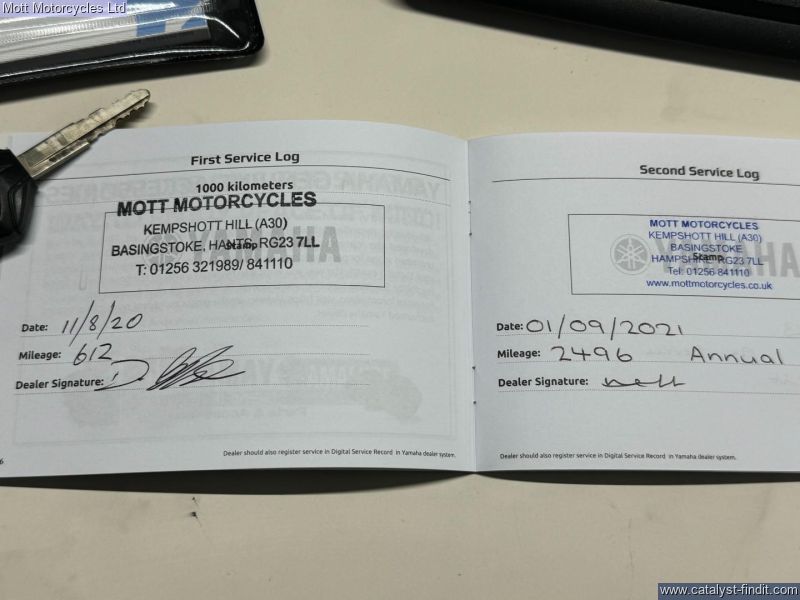 Mott Motorcycles Ltd
First Service Log
1000 kilometers
MOTT MOTORCYCLES
KEMPSHOTT HILL (A30)
BASINGSTOKE, HANTS, RG23 7LL
Stamp
T: 01256 321989/ 841110
Date: 11/8/20
Mileage: 612
Dealer Signature:
Dealer should also register service in Digital Service Record in Yamaha dealer system.
6
Second Service Log
MOTT MOTORCYCLES
KEMPSHOTT HILL (A30)
BASINGSTOKE
HAMPSHIRE, RG23 7LL
Stamp
Tel: 01256 841110
www.mottmotorcycles.co.uk
Date: 01/09/2021
Mileage: 2496 Annual
Dealer Signature:
Dealer should also register service in Digital Service Record in Yamaha dealer system.
www.catalyst-findit.com